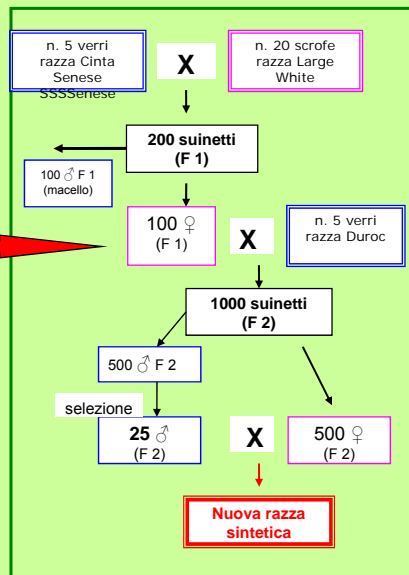 n. 5 verri
razza Cinta
Senese
SSSSenese
X
n. 20 scrofe
razza Large
White
200 suinetti
(F 1)
100 ♂ F 1
(macello)
100 ♀
(F 1)
X
n. 5 verri
razza Duroc
1000 suinetti
(F 2)
500 ♂ F 2
selezione
25 ♂
(F 2)
X
500 ♀
(F 2)
Nuova razza
sintetica